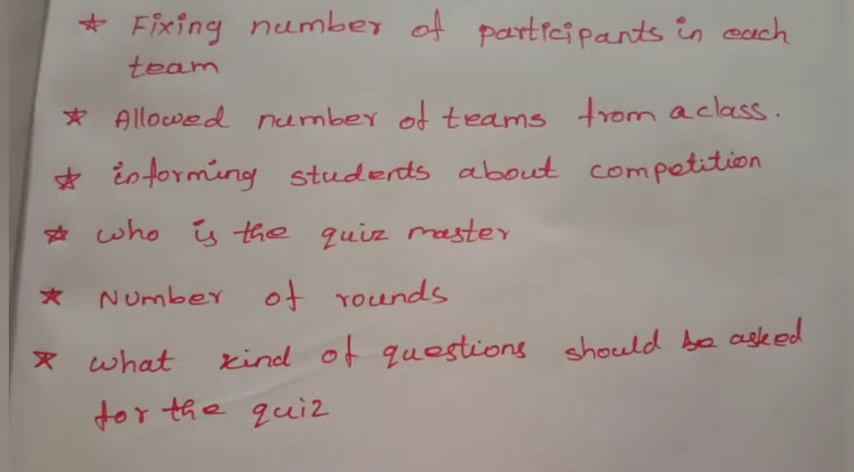 ☆ Fixing number of participants in each
team
☆ Allowed number of teams from a class.
☆ informing students about competition
☆ who is the quiz master
☆ Number of rounds
☆ what kind of questions should be asked
for the quiz